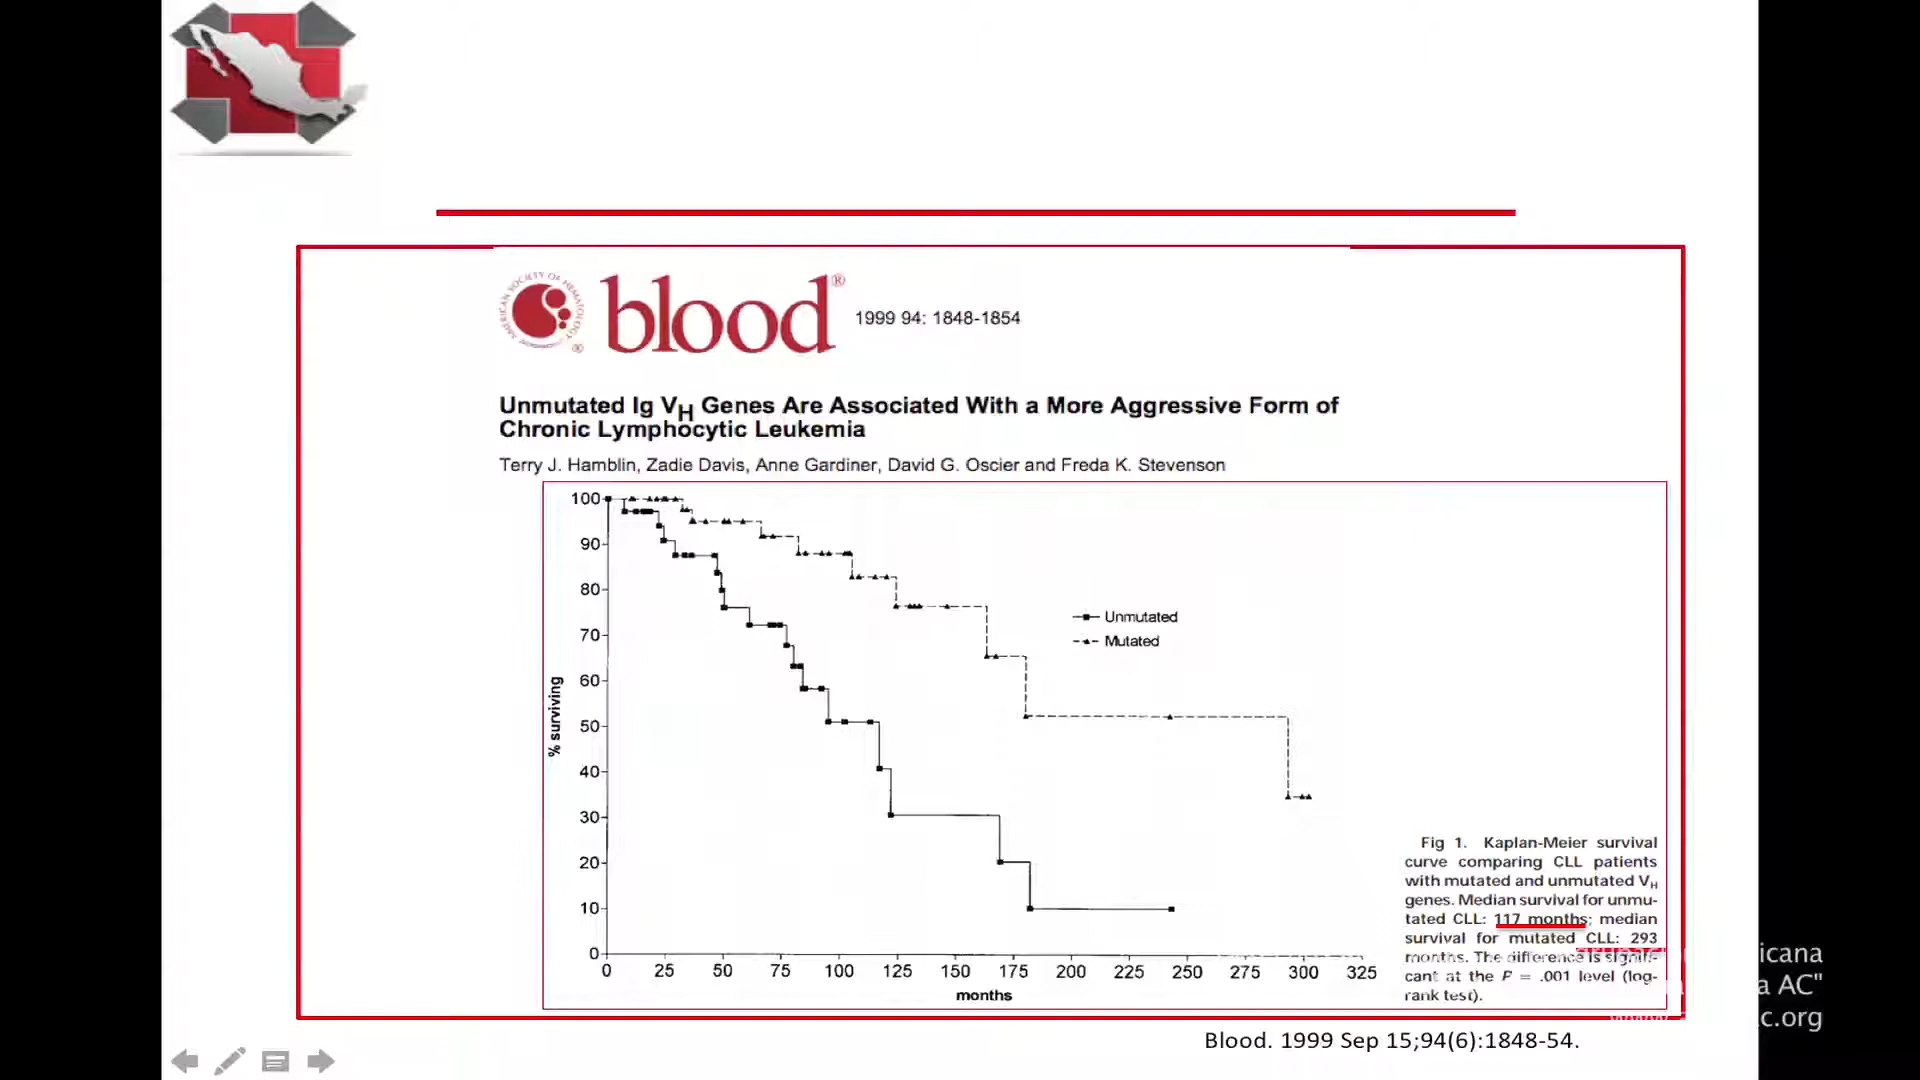 blood®
1999 94: 1848-1854
AMERICAN SOCIETY OF HEMATOLOGY ®
Unmutated Ig VH Genes Are Associated With a More Aggressive Form of
Chronic Lymphocytic Leukemia
Terry J. Hamblin, Zadie Davis, Anne Gardiner, David G. Oscier and Freda K. Stevenson
100
90
80
70
60
50
40
30
20
10
0
% surviving
Unmutated
Mutated
0 25 50 75 100 125 150 175 200 225 250 275 300 325
months
Fig 1. Kaplan-Meier survival
curve comparing CLL patients
with mutated and unmutated VH
genes. Median survival for unmu-
tated CLL: 117 months; median
survival for mutated CLL: 293
months. The difference is signifi-
cant at the P = .001 level (log-
rank test).
icana
a AC"
c.org
Blood. 1999 Sep 15;94(6):1848-54.